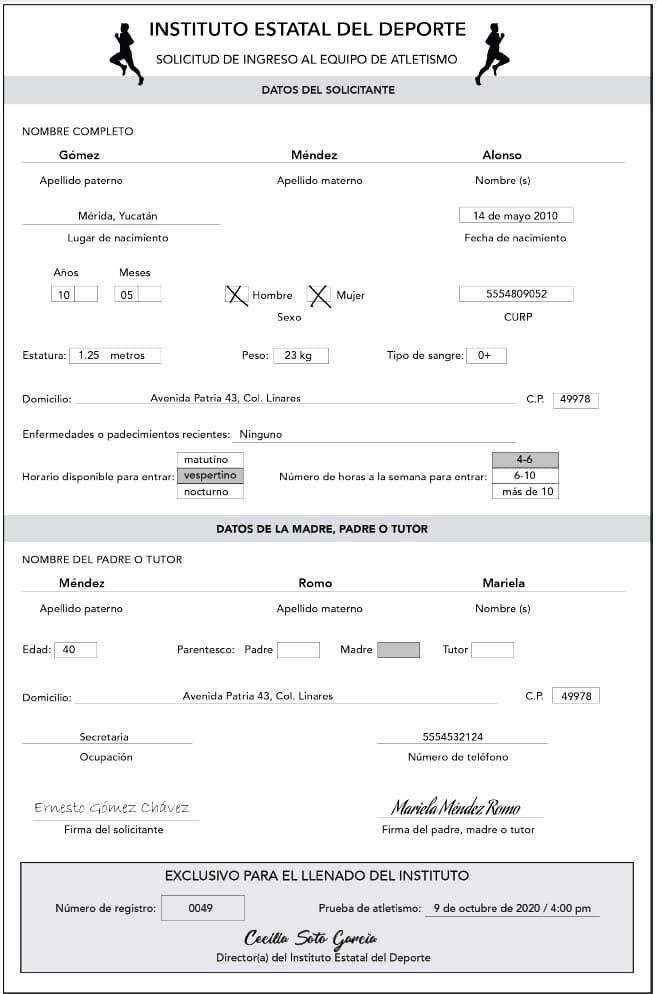 INSTITUTO ESTATAL DEL DEPORTE
SOLICITUD DE INGRESO AL EQUIPO DE ATLETISMO
DATOS DEL SOLICITANTE
NOMBRE COMPLETO
Gómez Méndez Alonso
Apellido paterno Apellido materno Nombre (s)
Mérida, Yucatán 14 de mayo 2010
Lugar de nacimiento Fecha de nacimiento
Años Meses
10 05 Hombre Mujer 5554809052
Sexo CURP
Estatura: 1.25 metros Peso: 23 kg Tipo de sangre: 0+
Domicilio: Avenida Patria 43, Col. Linares C.P. 49978
Enfermedades o padecimientos recientes: Ninguno
matutino 4-6
Horario disponible para entrar: vespertino Número de horas a la semana para entrar: 6-10
nocturno más de 10
DATOS DE LA MADRE, PADRE O TUTOR
NOMBRE DEL PADRE O TUTOR
Méndez Romo Mariela
Apellido paterno Apellido materno Nombre (s)
Edad: 40 Parentesco: Padre Madre Tutor
Domicilio: Avenida Patria 43, Col. Linares C.P. 49978
Secretaria 5554532124
Ocupación Número de teléfono
Ernesto Gómez Chávez Mariela Méndez Romo
Firma del solicitante Firma del padre, madre o tutor
EXCLUSIVO PARA EL LLENADO DEL INSTITUTO
Número de registro: 0049 Prueba de atletismo: 9 de octubre de 2020 / 4:00 pm
Cecilia Soto García
Director(a) del Instituto Estatal del Deporte